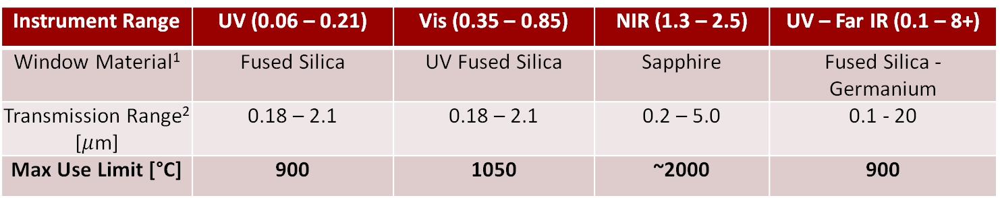 Instrument Range UV (0.06 – 0.21) Vis (0.35 – 0.85) NIR (1.3 – 2.5) UV – Far IR (0.1 – 8+)
Window Material¹ Fused Silica UV Fused Silica Sapphire Fused Silica -
Germanium
Transmission Range² 0.18 – 2.1 0.18 – 2.1 0.2 – 5.0 0.1 - 20
[μm]
Max Use Limit [°C] 900 1050 ~2000 900